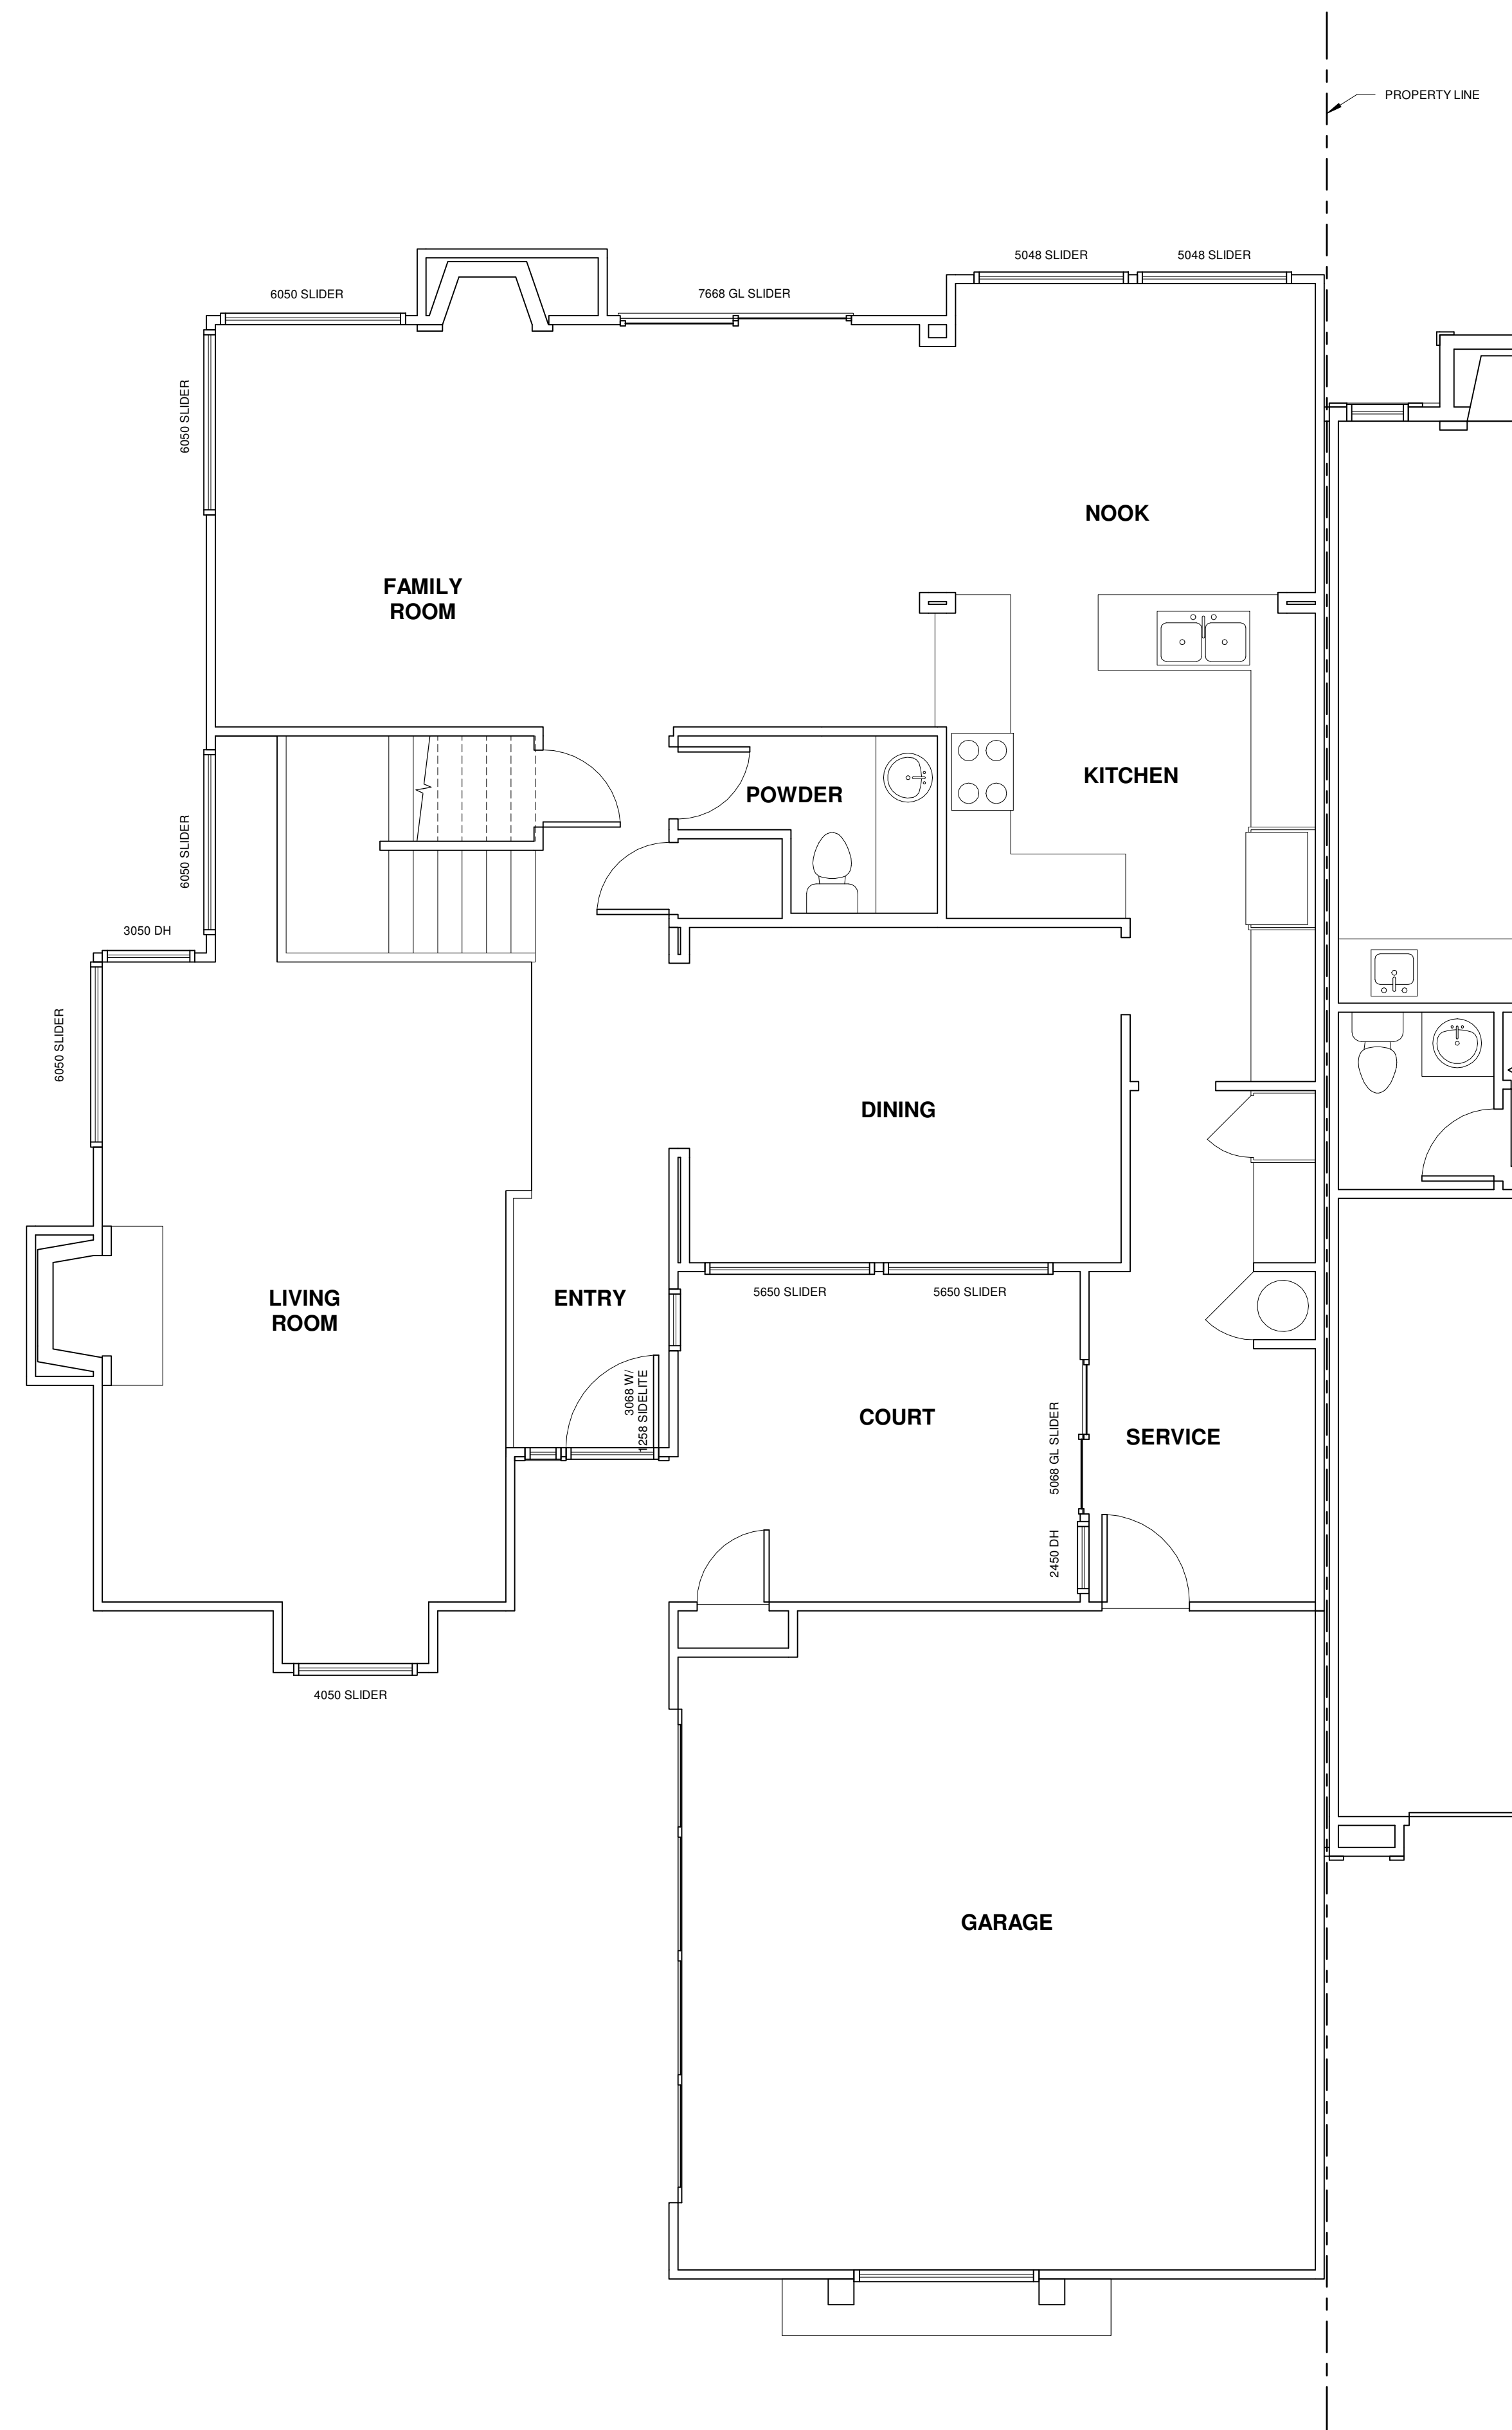 PROPERTY LINE
5048 SLIDER
5048 SLIDER
6050 SLIDER
7668 GL SLIDER
6050 SLIDER
NOOK
FAMILY
ROOM
KITCHEN
POWDER
6050 SLIDER
3050 DH
6050 SLIDER
DINING
5650 SLIDER
5650 SLIDER
LIVING
ROOM
ENTRY
3068 W/
1258 SIDELITE
COURT
5068 GL SLIDER
SERVICE
2450 DH
4050 SLIDER
GARAGE